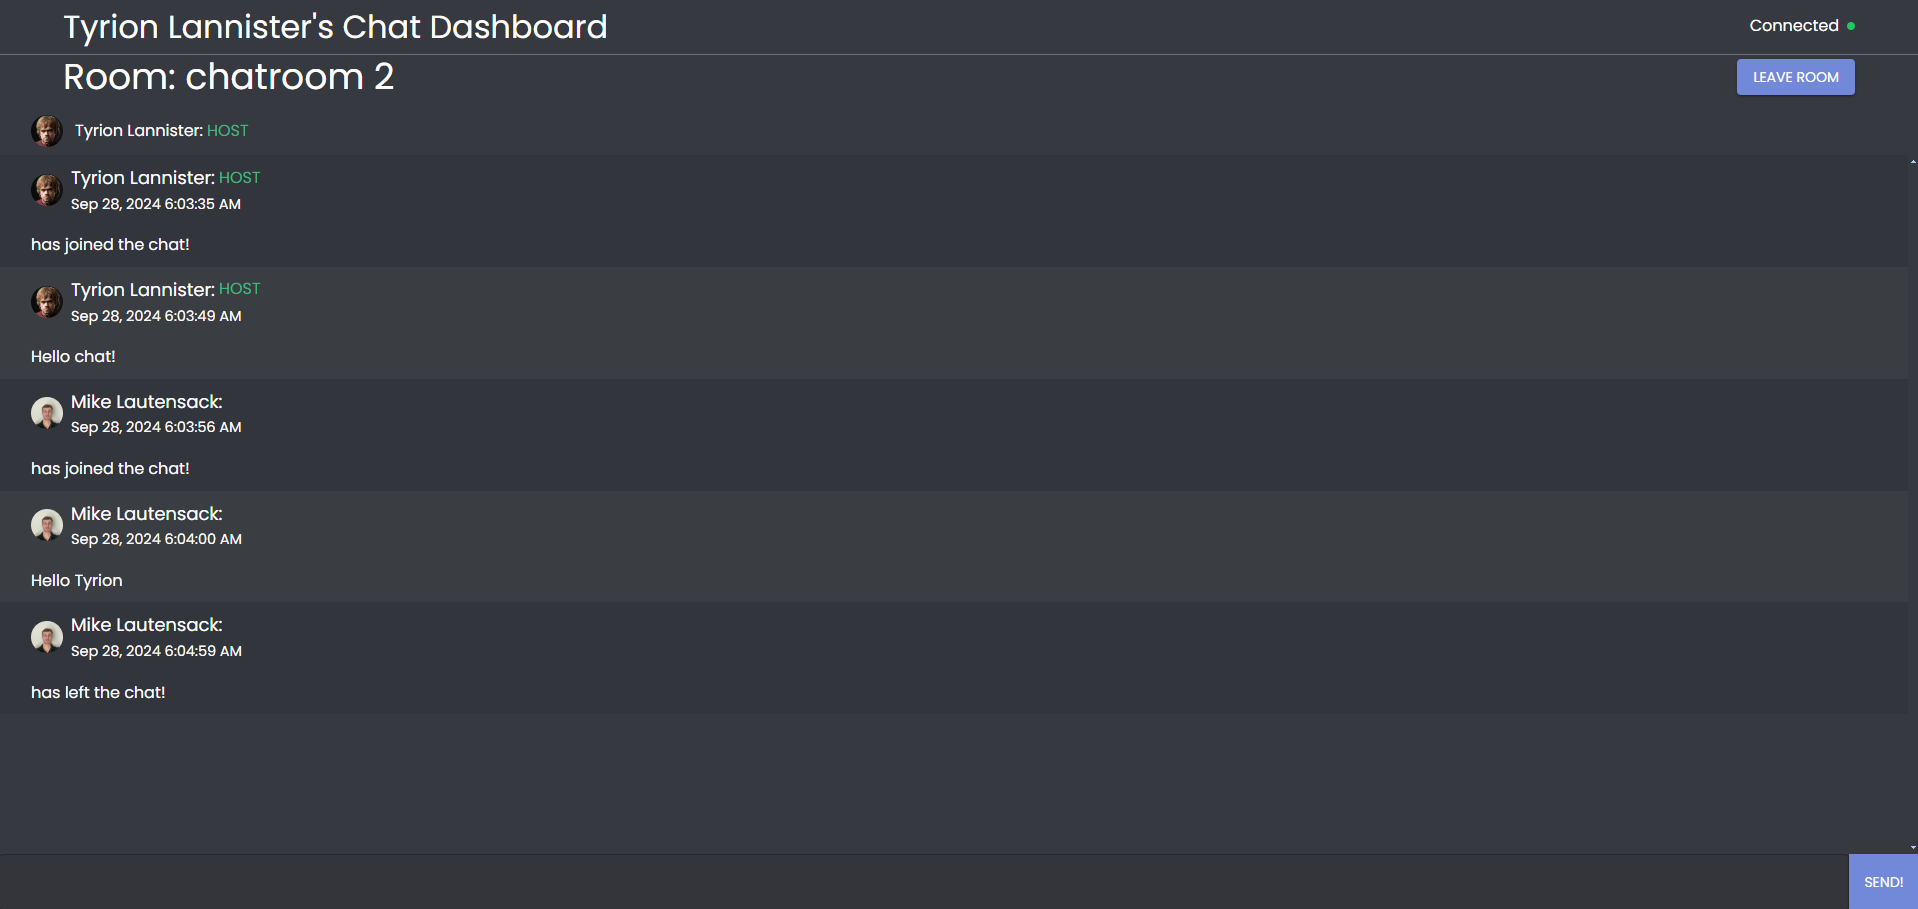 Tyrion Lannister's Chat Dashboard
Connected
Room: chatroom 2
LEAVE ROOM
Tyrion Lannister: HOST
Tyrion Lannister: HOST
Sep 28, 2024 6:03:35 AM
has joined the chat!
Tyrion Lannister: HOST
Sep 28, 2024 6:03:49 AM
Hello chat!
Mike Lautensack:
Sep 28, 2024 6:03:56 AM
has joined the chat!
Mike Lautensack:
Sep 28, 2024 6:04:00 AM
Hello Tyrion
Mike Lautensack:
Sep 28, 2024 6:04:59 AM
has left the chat!
SEND!